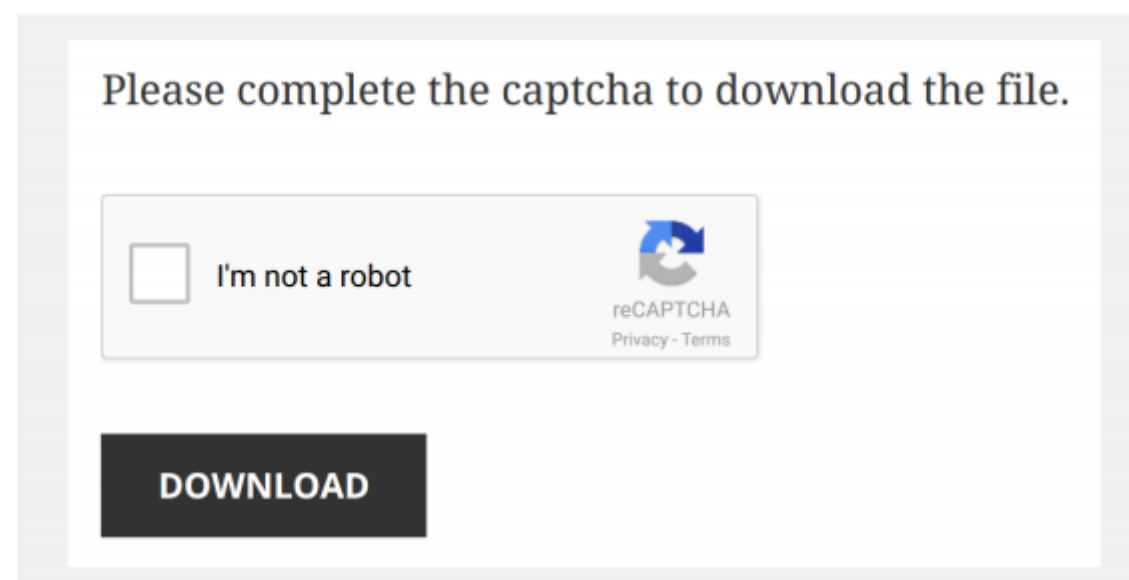 Please complete the captcha to download the file.
I'm not a robot
reCAPTCHA
Privacy - Terms
DOWNLOAD